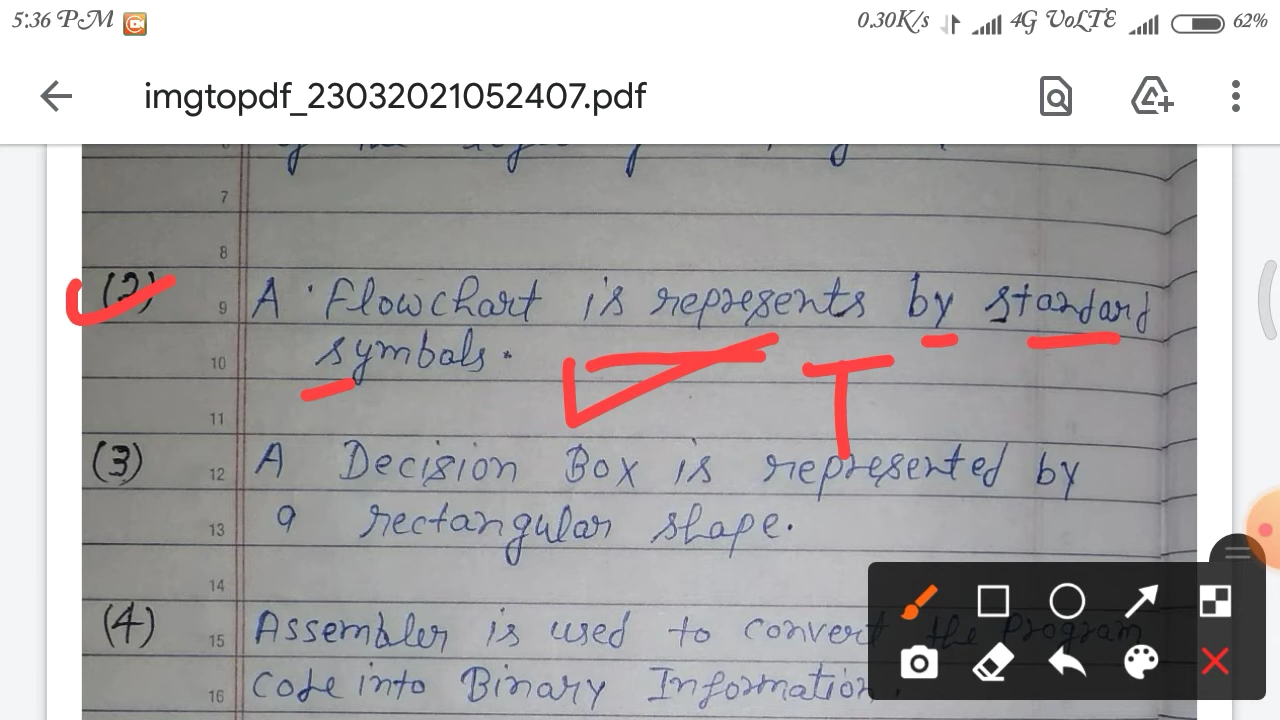 5:36 PM
0.30K/s 4G VoLTE 62%
imgtopdf_23032021052407.pdf
7
8
(2) 9 A Flowchart is represents by standard
10 symbols.
T
11
(3) 12 A Decision Box is represented by
13 a rectangular shape.
14
(4) 15 Assembler is used to convert the Program
16 Code into Binary Information.